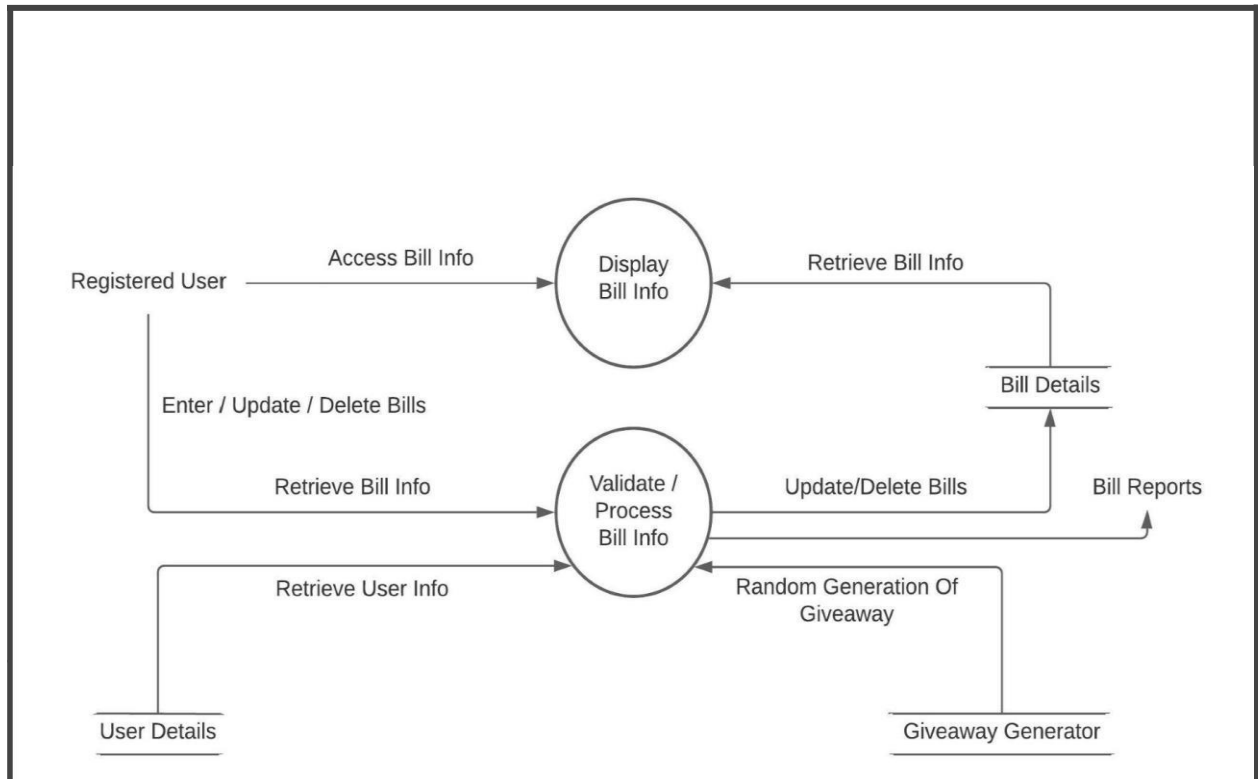 Access Bill Info
Registered User
Display
Bill Info
Retrieve Bill Info
Bill Details
Enter / Update / Delete Bills
Retrieve Bill Info
Validate /
Process
Bill Info
Update/Delete Bills
Bill Reports
Retrieve User Info
Random Generation Of
Giveaway
User Details
Giveaway Generator